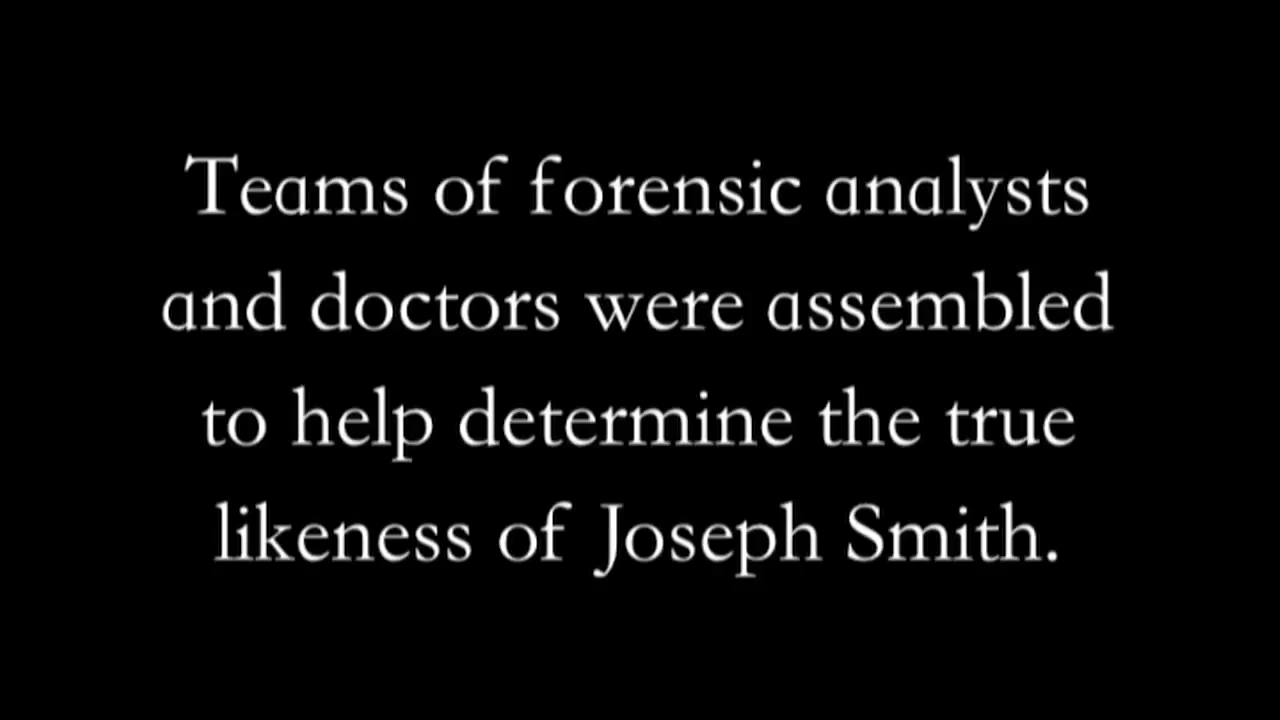 Teams of forensic analysts
and doctors were assembled
to help determine the true
likeness of Joseph Smith.